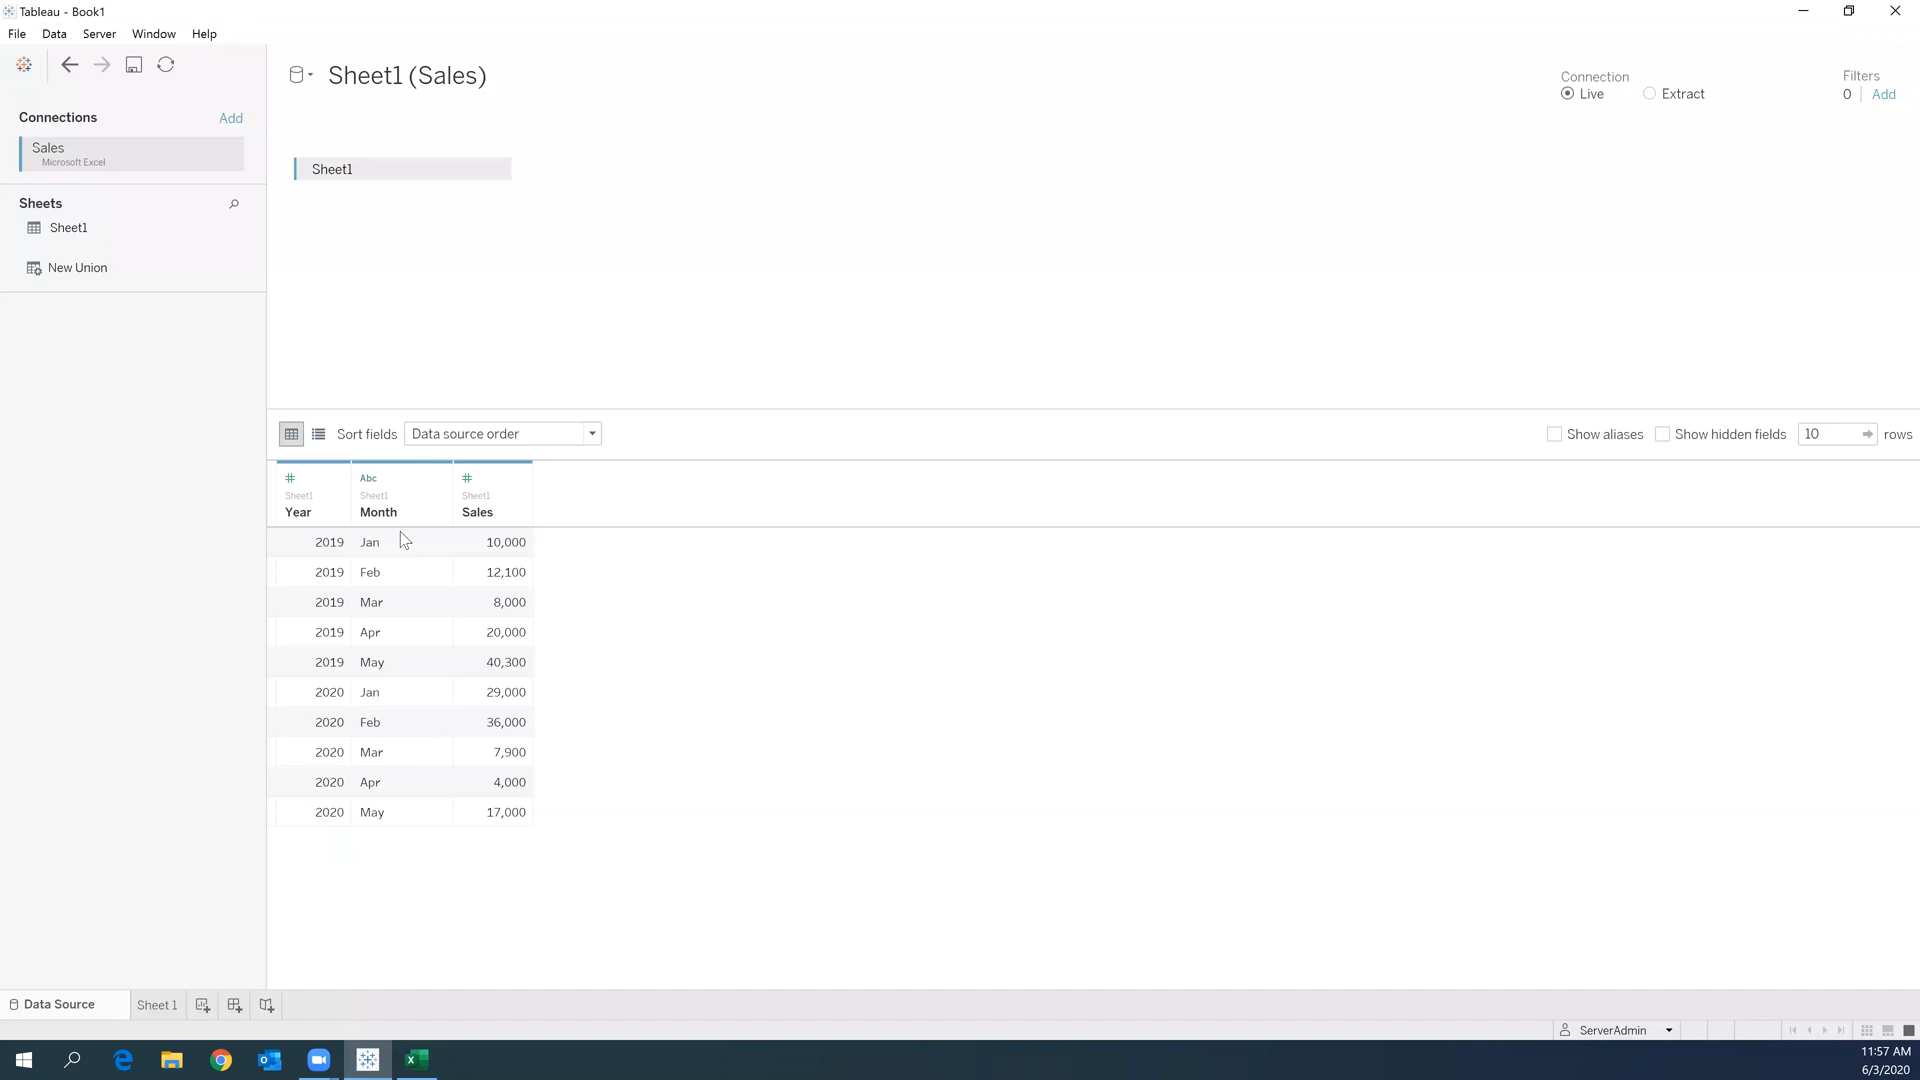 Tableau - Book1
File Data Server Window Help
Connections Add
Sales
Microsoft Excel
Sheets
Sheet1
New Union
Sheet1 (Sales)
Connection
Live Extract
Filters
0 Add
Sheet1
Sort fields Data source order
Show aliases Show hidden fields 10 rows
# Abc #
Sheet1 Sheet1 Sheet1
Year Month Sales
2019 Jan 10,000
2019 Feb 12,100
2019 Mar 8,000
2019 Apr 20,000
2019 May 40,300
2020 Jan 29,000
2020 Feb 36,000
2020 Mar 7,900
2020 Apr 4,000
2020 May 17,000
Data Source Sheet 1
ServerAdmin
11:57 AM
6/3/2020